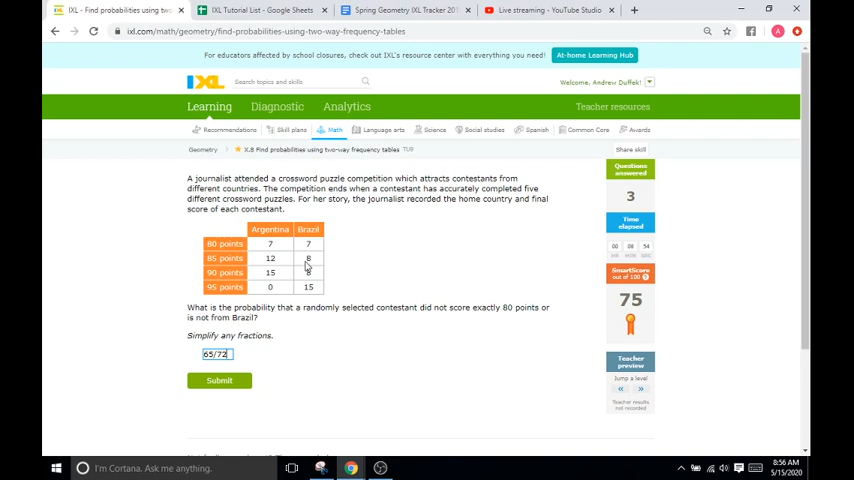 IXL - Find probabilities using two-
IXL Tutorial List - Google Sheets
Spring Geometry IXL Tracker 201
Live streaming - YouTube Studio
ixl.com/math/geometry/find-probabilities-using-two-way-frequency-tables
For educators affected by school closures, check out IXL's resource center with everything you need!
At-home Learning Hub
IXL
Search topics and skills
Welcome, Andrew Duffek!
Learning
Diagnostic
Analytics
Teacher resources
Recommendations
Skill plans
Math
Language arts
Science
Social studies
Spanish
Common Core
Awards
Geometry > X.8 Find probabilities using two-way frequency tables TU8
Share skill
A journalist attended a crossword puzzle competition which attracts contestants from
different countries. The competition ends when a contestant has accurately completed five
different crossword puzzles. For her story, the journalist recorded the home country and final
score of each contestant.
Argentina Brazil
80 points 7 7
85 points 12 8
90 points 15 8
95 points 0 15
What is the probability that a randomly selected contestant did not score exactly 80 points or
is not from Brazil?
Simplify any fractions.
65/72
Submit
Questions
answered
3
Time
elapsed
00 08 54
HR MIN SEC
SmartScore
out of 100
75
Teacher
preview
Jump a level
Teacher results
not recorded
I'm Cortana. Ask me anything.
8:56 AM
5/15/2020